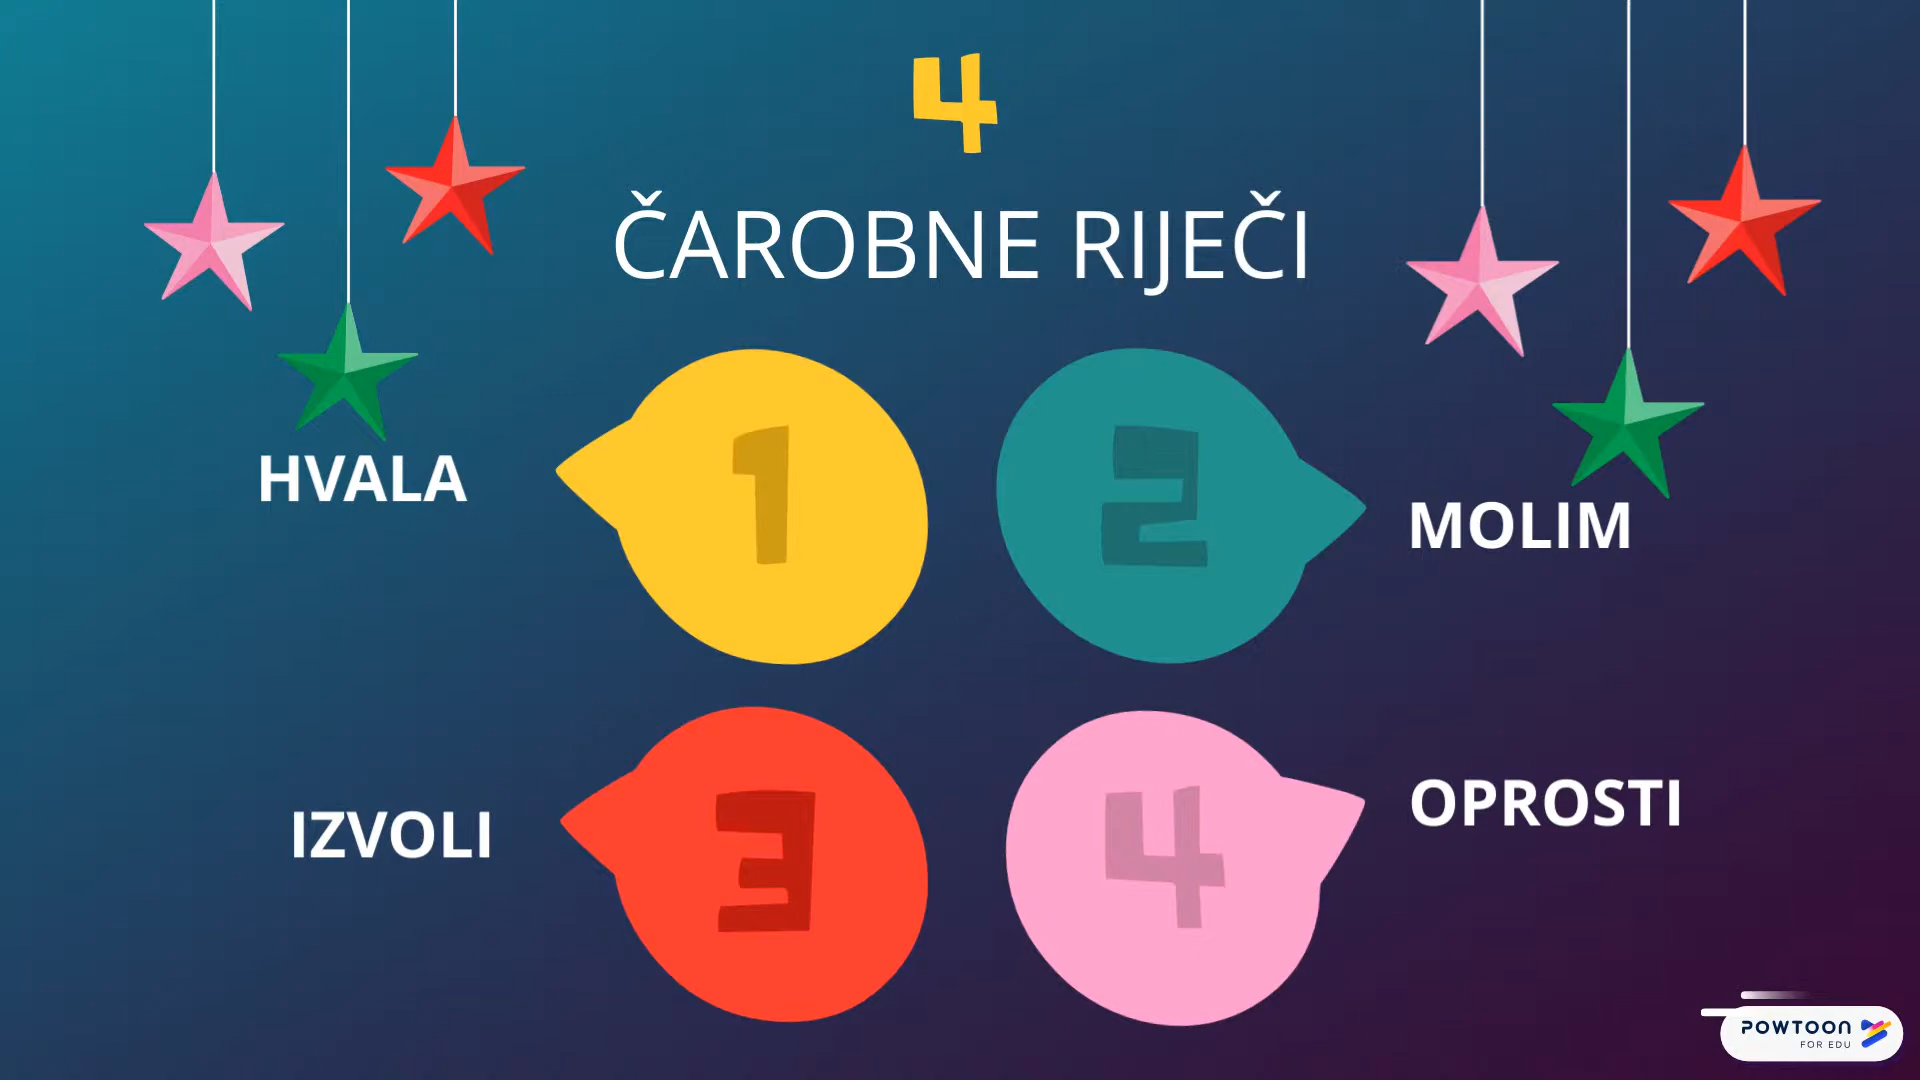 4
ČAROBNE RIJEČI
HVALA
1
2
MOLIM
IZVOLI
3
4
OPROSTI
POWTOON
FOR EDU